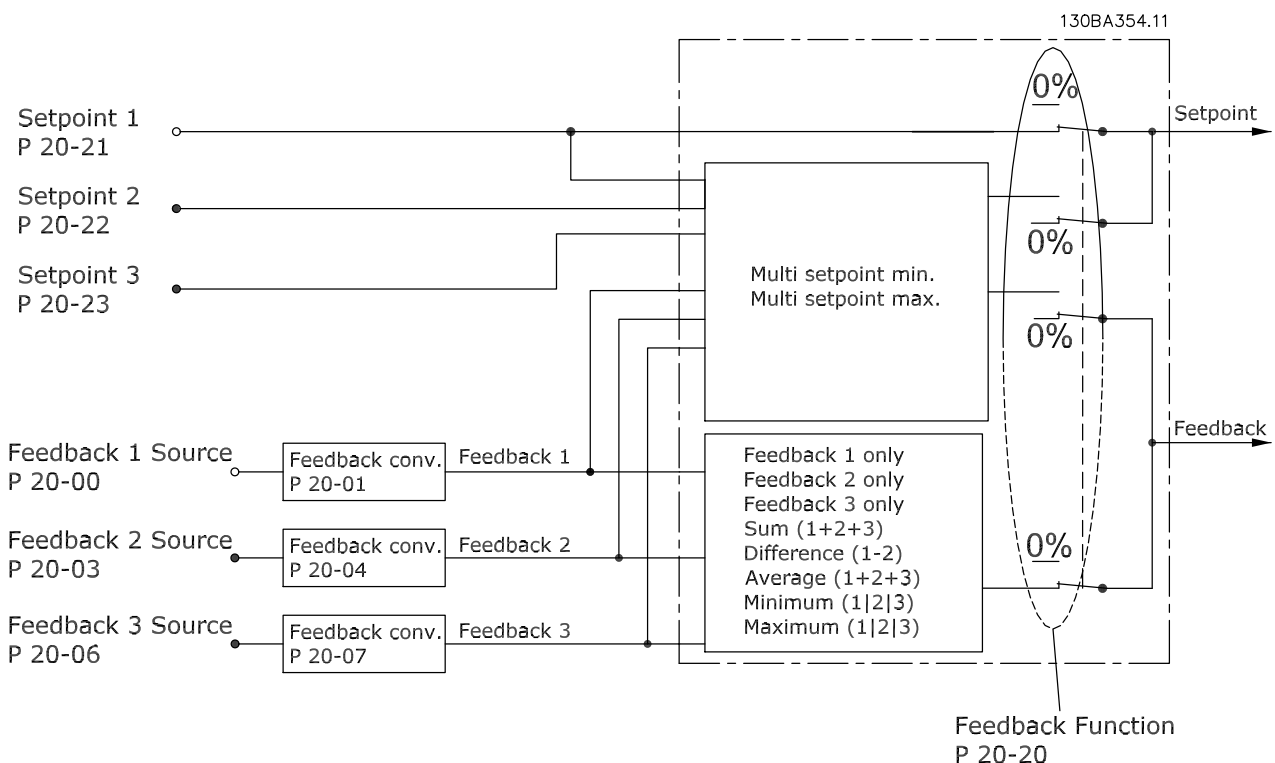 130BA354.11
0%
Setpoint 1
P 20-21
Setpoint
Setpoint 2
P 20-22
0%
Setpoint 3
P 20-23
Multi setpoint min.
Multi setpoint max.
0%
Feedback
Feedback 1 Source
P 20-00
Feedback conv.
P 20-01
Feedback 1
Feedback 1 only
Feedback 2 only
Feedback 3 only
Sum (1+2+3)
Difference (1-2)
Average (1+2+3)
Minimum (1|2|3)
Maximum (1|2|3)
0%
Feedback 2 Source
P 20-03
Feedback conv.
P 20-04
Feedback 2
Feedback 3 Source
P 20-06
Feedback conv.
P 20-07
Feedback 3
Feedback Function
P 20-20